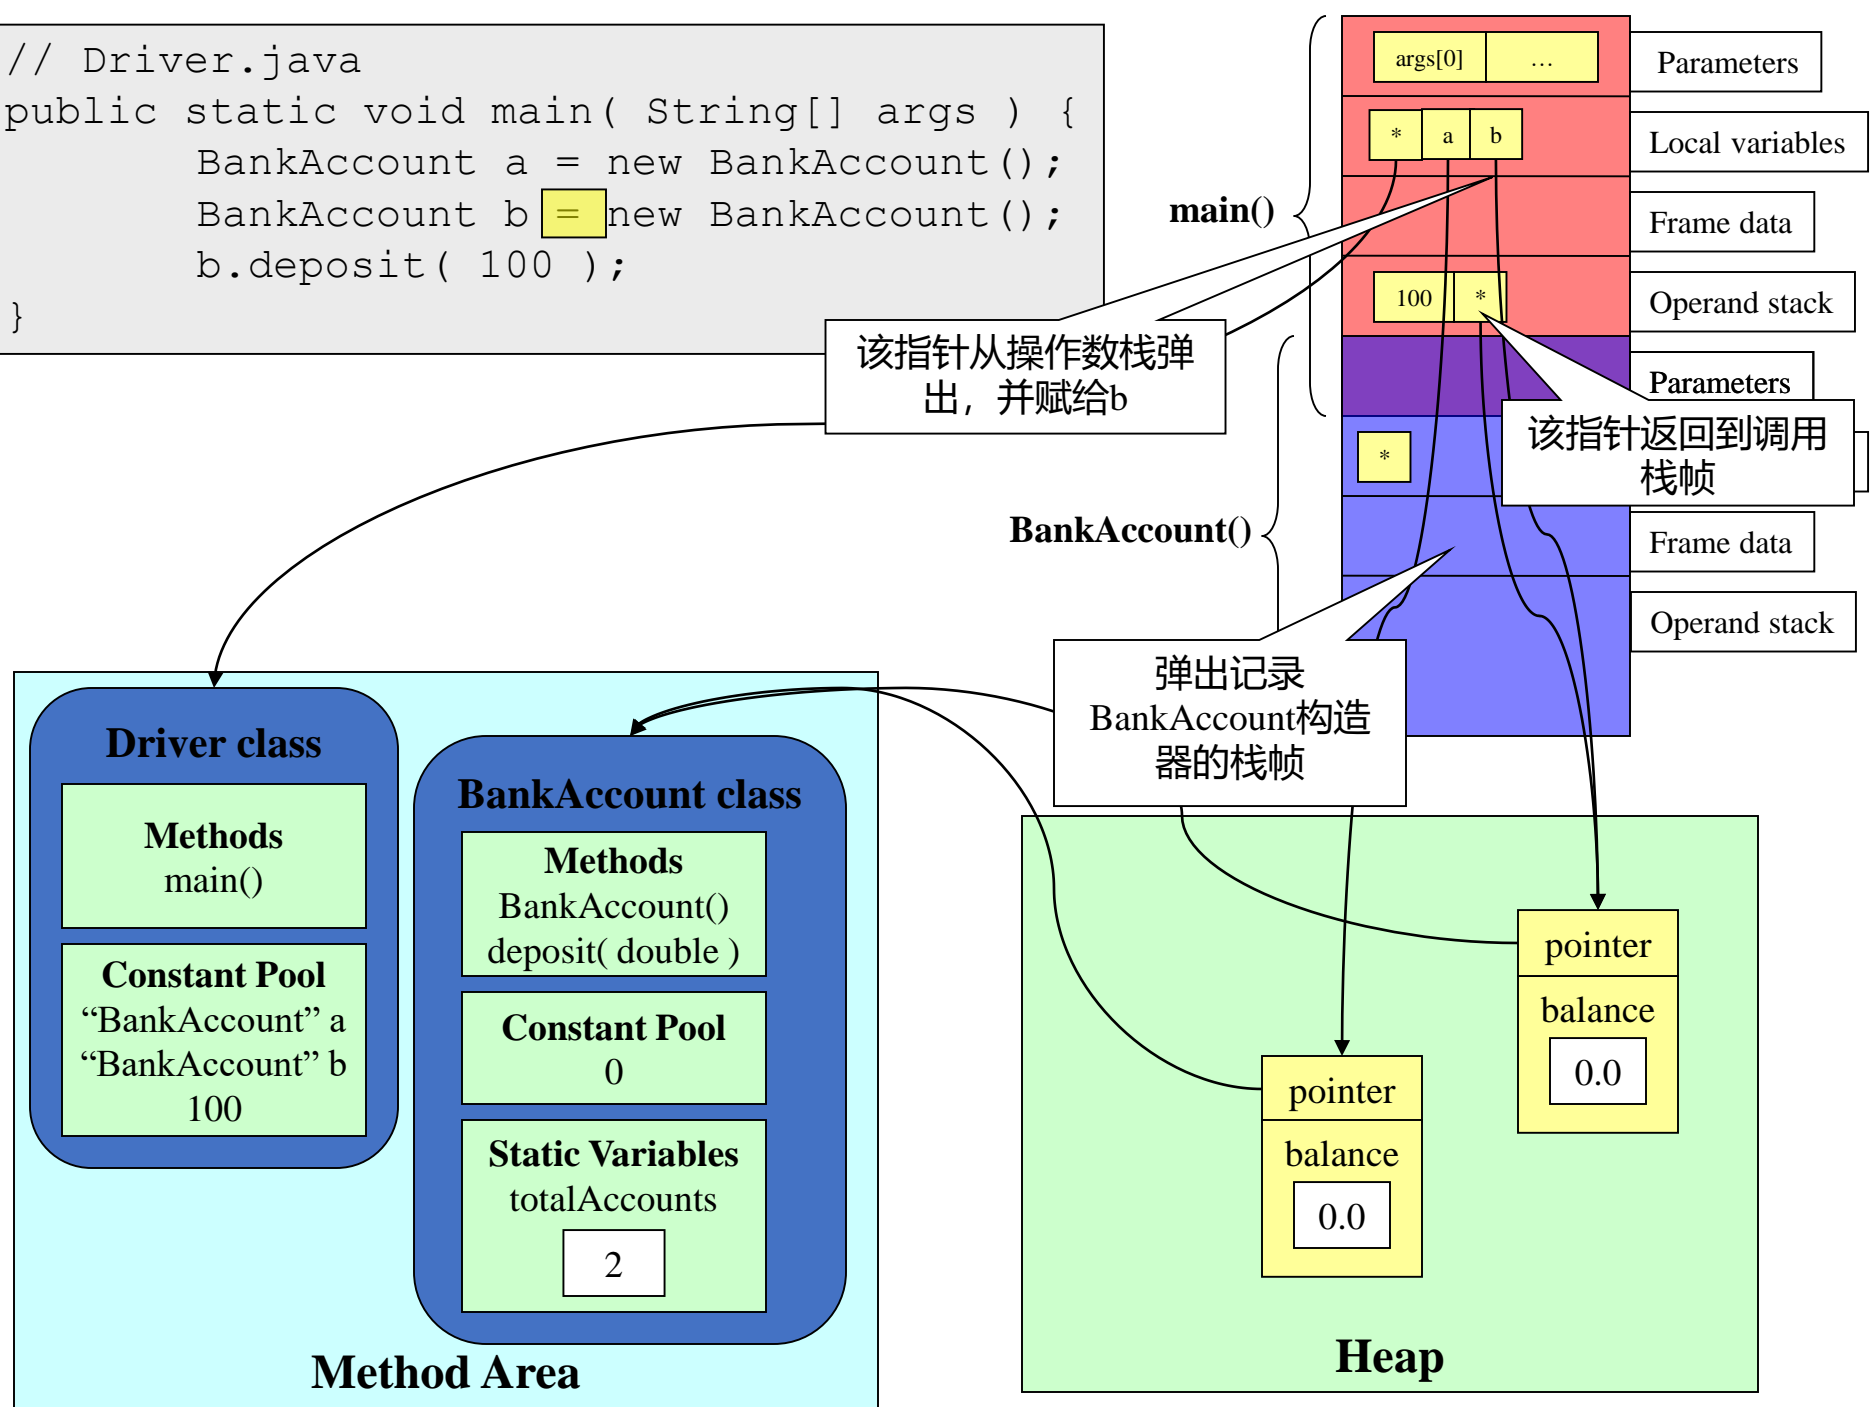 // Driver.java
public static void main( String[] args ) {
BankAccount a = new BankAccount();
BankAccount b = new BankAccount();
b.deposit( 100 );
}
args[0] …
Parameters
* a b
Local variables
main()
Frame data
100 *
Operand stack
该指针从操作数栈弹
出，并赋给b
Parameters
该指针返回到调用
栈帧
*
BankAccount()
Frame data
Operand stack
弹出记录
BankAccount构造
器的栈帧
Driver class
Methods
main()
Constant Pool
“BankAccount” a
“BankAccount” b
100
BankAccount class
Methods
BankAccount()
deposit( double )
Constant Pool
0
Static Variables
totalAccounts
2
Method Area
pointer
balance
0.0
pointer
balance
0.0
Heap